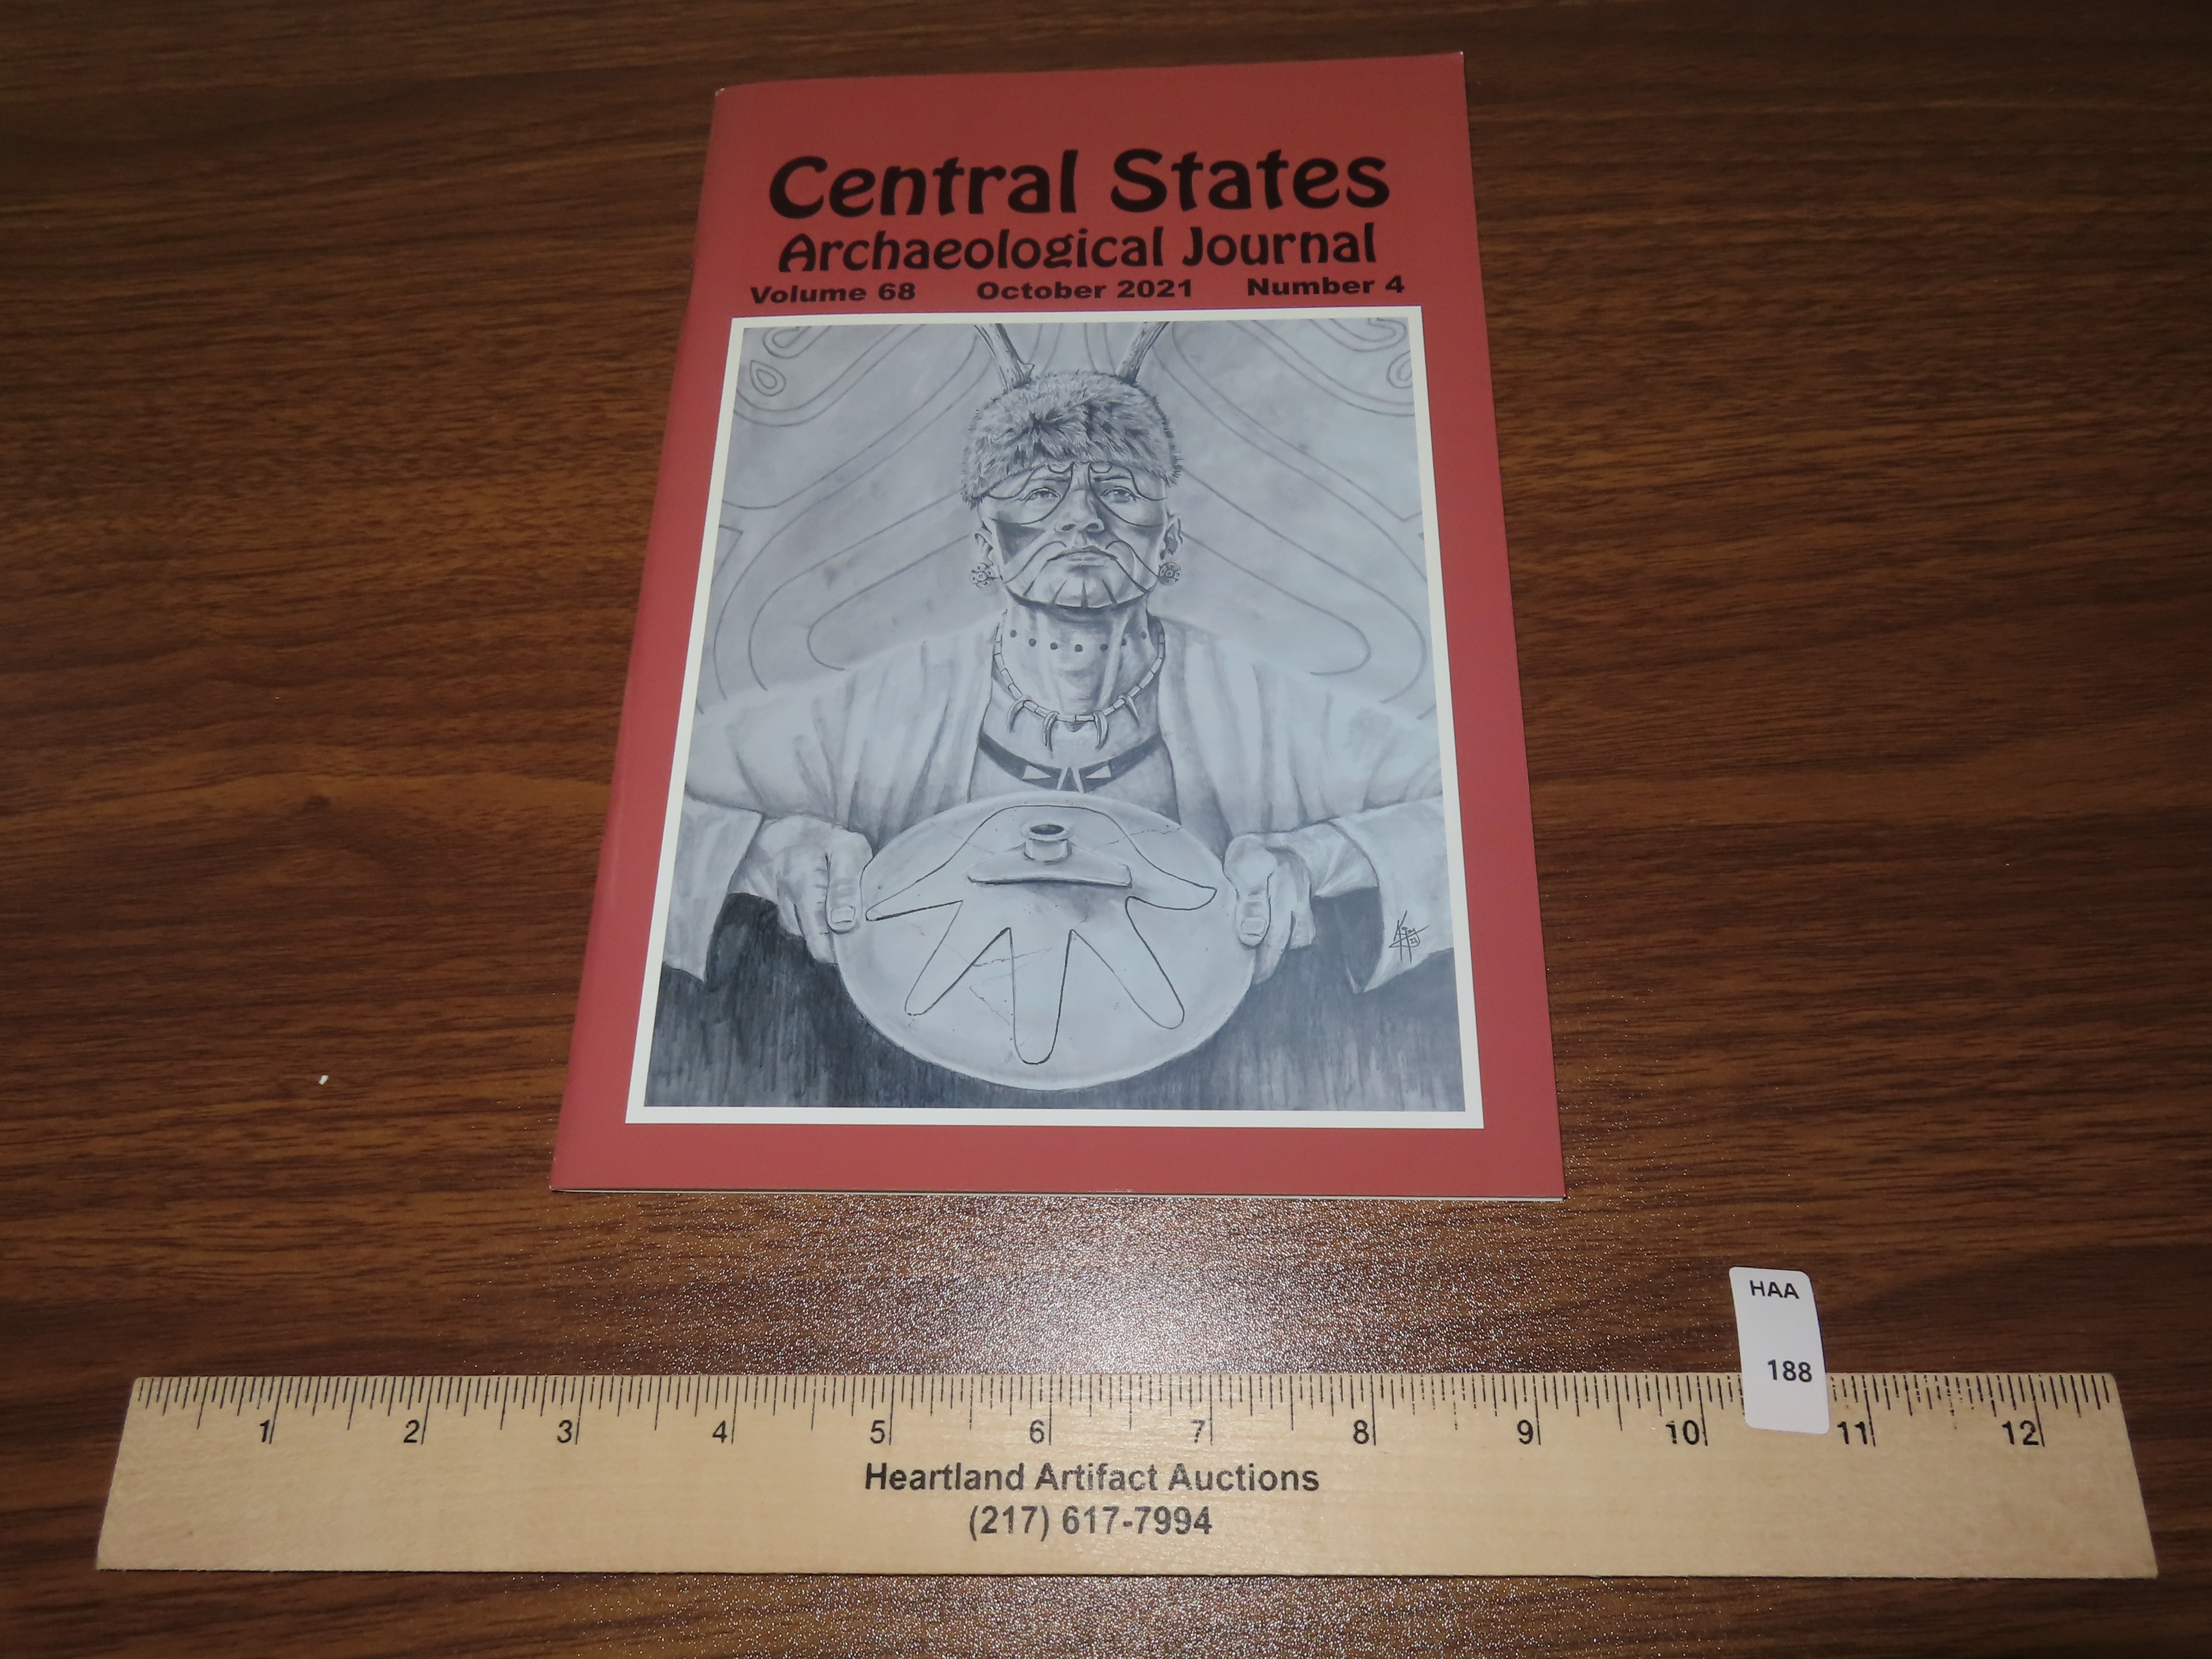 Central States
Archaeological Journal
Volume 68 October 2021 Number 4
HAA
188
1 2 3 4 5 6 7 8 9 10 11 12
Heartland Artifact Auctions
(217) 617-7994